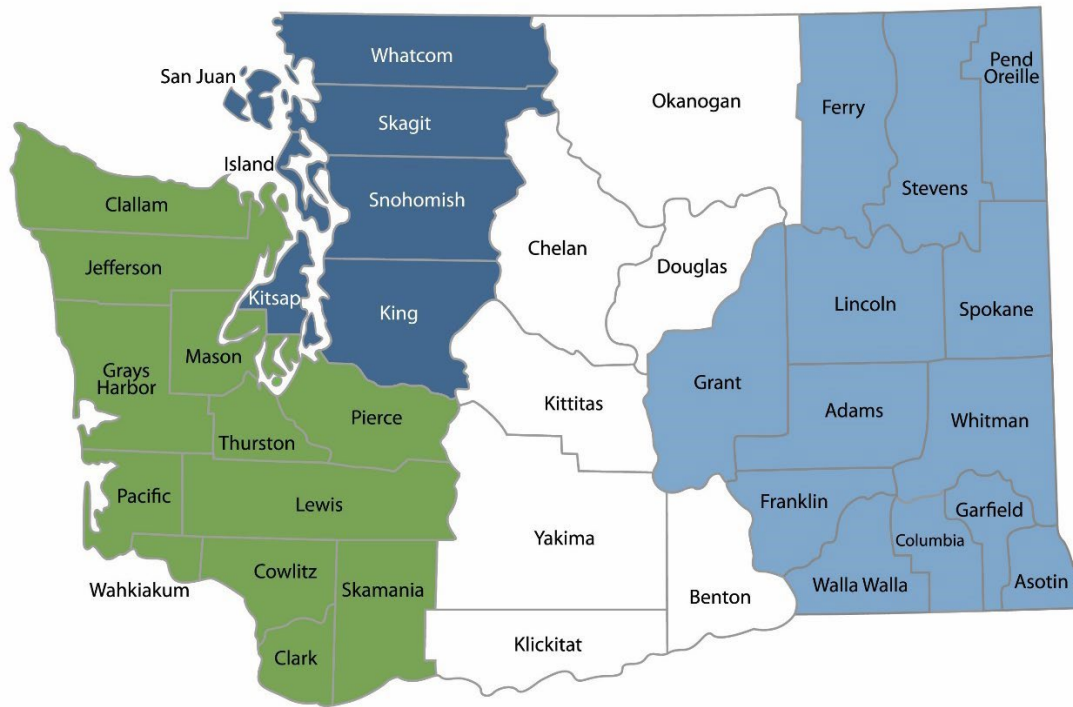 Whatcom
San Juan
Pend
Oreille
Okanogan
Ferry
Skagit
Island
Stevens
Snohomish
Clallam
Chelan
Jefferson
Douglas
Kitsap
Lincoln
Spokane
King
Mason
Grays
Harbor
Grant
Kittitas
Adams
Pierce
Whitman
Thurston
Pacific
Lewis
Franklin
Garfield
Yakima
Columbia
Cowlitz
Wahkiakum
Skamania
Walla Walla
Asotin
Benton
Klickitat
Clark